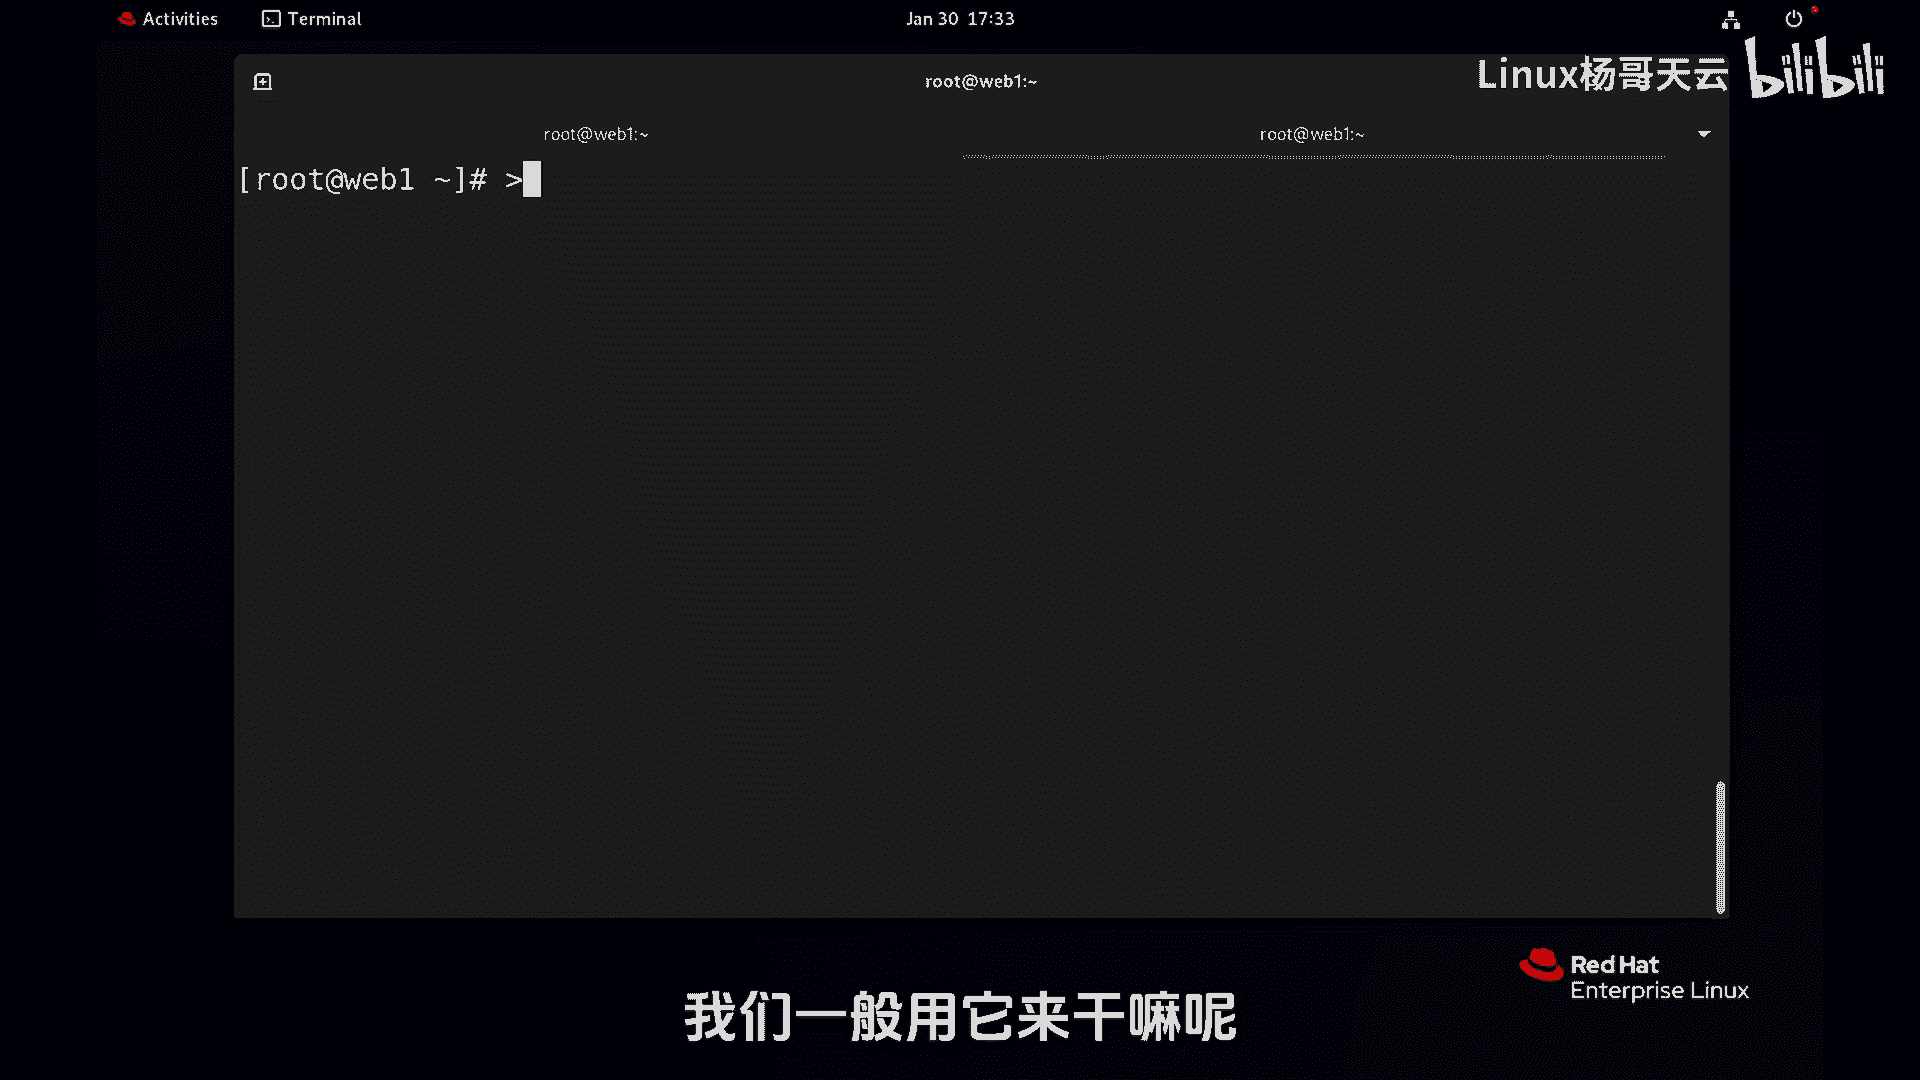 Activities
Terminal
Jan 30 17:33
root@web1:~
Linux杨哥天云
bilibili
root@web1:~
root@web1:~
[root@web1 ~]# >
Red Hat
Enterprise Linux
我们一般用它来干嘛呢